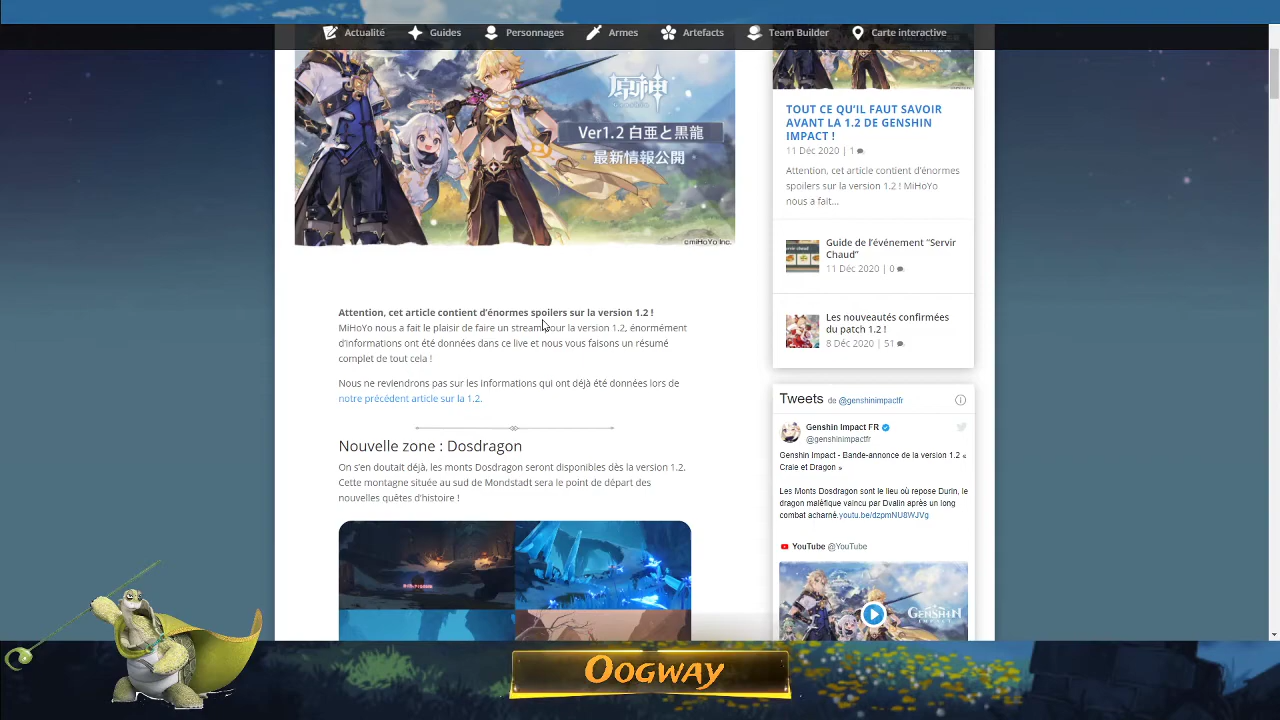 Actualité
Guides
Personnages
Armes
Artefacts
Team Builder
Carte interactive
原神
GENSHIN
Ver1.2 白亜と黒龍
最新情報公開
©miHoYo Inc.
Attention, cet article contient d'énormes spoilers sur la version 1.2 !
MiHoYo nous a fait le plaisir de faire un stream pour la version 1.2, énormément
d'informations ont été données dans ce live et nous vous faisons un résumé
complet de tout cela !
Nous ne reviendrons pas sur les informations qui ont déjà été données lors de
notre précédent article sur la 1.2.
Nouvelle zone : Dosdragon
On s'en doutait déjà, les monts Dosdragon seront disponibles dès la version 1.2.
Cette montagne située au sud de Mondstadt sera le point de départ des
nouvelles quêtes d'histoire !
©miHoYo Inc.
TOUT CE QU'IL FAUT SAVOIR
AVANT LA 1.2 DE GENSHIN
IMPACT !
11 Déc 2020 | 1
Attention, cet article contient d'énormes
spoilers sur la version 1.2 ! MiHoYo
nous a fait...
Guide de l'événement "Servir
Chaud"
11 Déc 2020 | 0
Les nouveautés confirmées
du patch 1.2 !
8 Déc 2020 | 51
Tweets de @genshinimpactfr
Genshin Impact FR
@genshinimpactfr
Genshin Impact - Bande-annonce de la version 1.2 «
Craie et Dragon »
Les Monts Dosdragon sont le lieu où repose Durin, le
dragon maléfique vaincu par Dvalin après un long
combat acharné.youtu.be/dzpmNU8WJVg
YouTube @YouTube
GENSHIN
Oogway